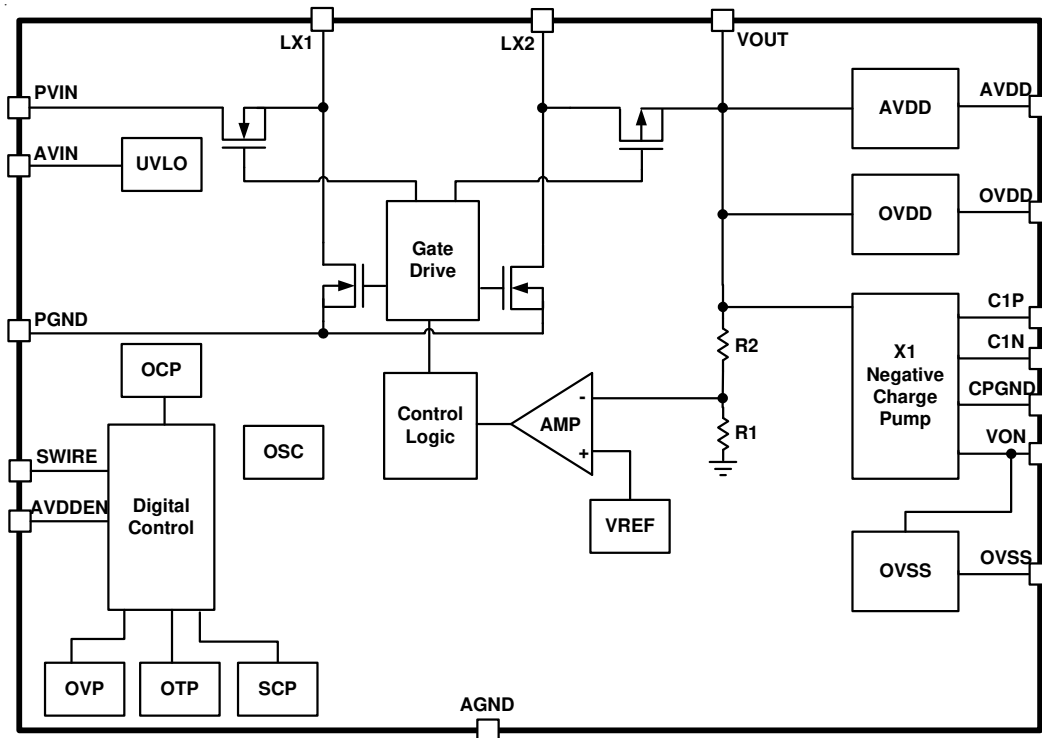 LX1
LX2
VOUT
PVIN
AVDD
AVDD
AVIN
UVLO
OVDD
OVDD
Gate
Drive
PGND
C1P
C1N
CPGND
VON
X1
Negative
Charge
Pump
R2
R1
OCP
Control
Logic
-
AMP
+
OSC
SWIRE
AVDDEN
Digital
Control
VREF
OVSS
OVSS
OVP
OTP
SCP
AGND